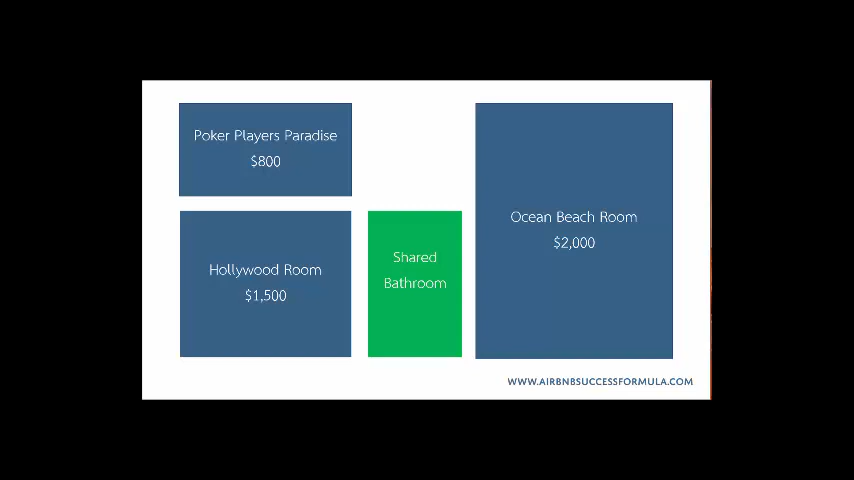 Poker Players Paradise
$800
Hollywood Room
$1,500
Shared
Bathroom
Ocean Beach Room
$2,000
WWW.AIRBNBSUCCESSFORMULA.COM